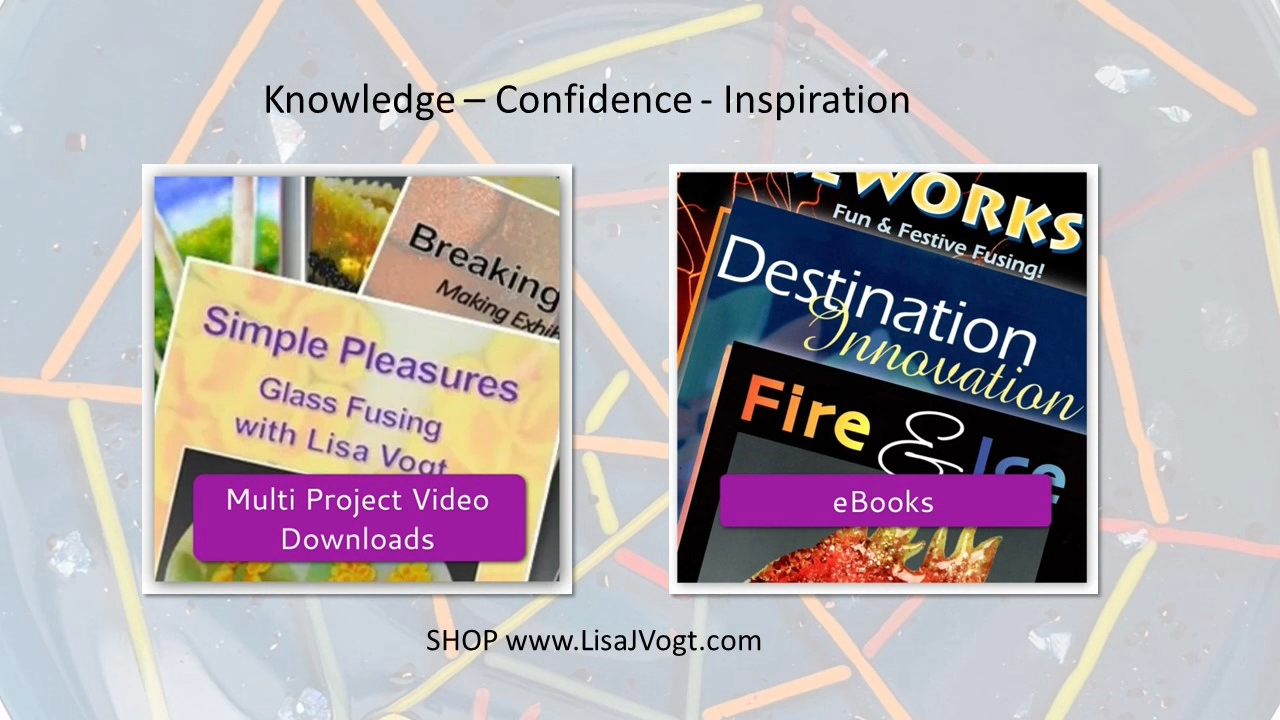 Knowledge – Confidence - Inspiration
Breaking
Making
Simple Pleasures
Glass Fusing
with Lisa Vogt
Multi Project Video
Downloads
WORKS
Fun & Festive Fusing!
Destination
Innovation
Fire & Ice
eBooks
SHOP www.LisaJVogt.com